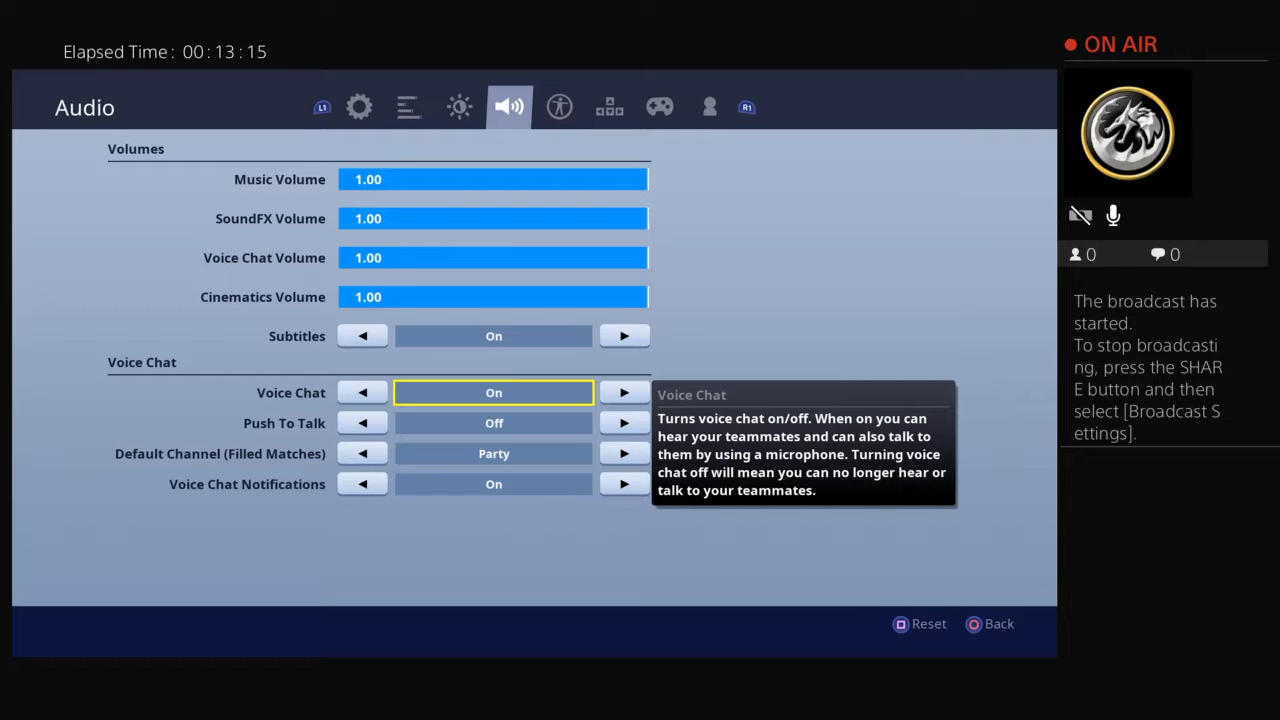 Elapsed Time: 00:13:15
ON AIR
Audio
L1
R1
Volumes
Music Volume 1.00
SoundFX Volume 1.00
Voice Chat Volume 1.00
Cinematics Volume 1.00
Subtitles On
Voice Chat
Voice Chat On
Push To Talk Off
Default Channel (Filled Matches) Party
Voice Chat Notifications On
Voice Chat
Turns voice chat on/off. When on you can
hear your teammates and can also talk to
them by using a microphone. Turning voice
chat off will mean you can no longer hear or
talk to your teammates.
Reset
Back
0
0
The broadcast has
started.
To stop broadcasti
ng, press the SHAR
E button and then
select [Broadcast S
ettings].